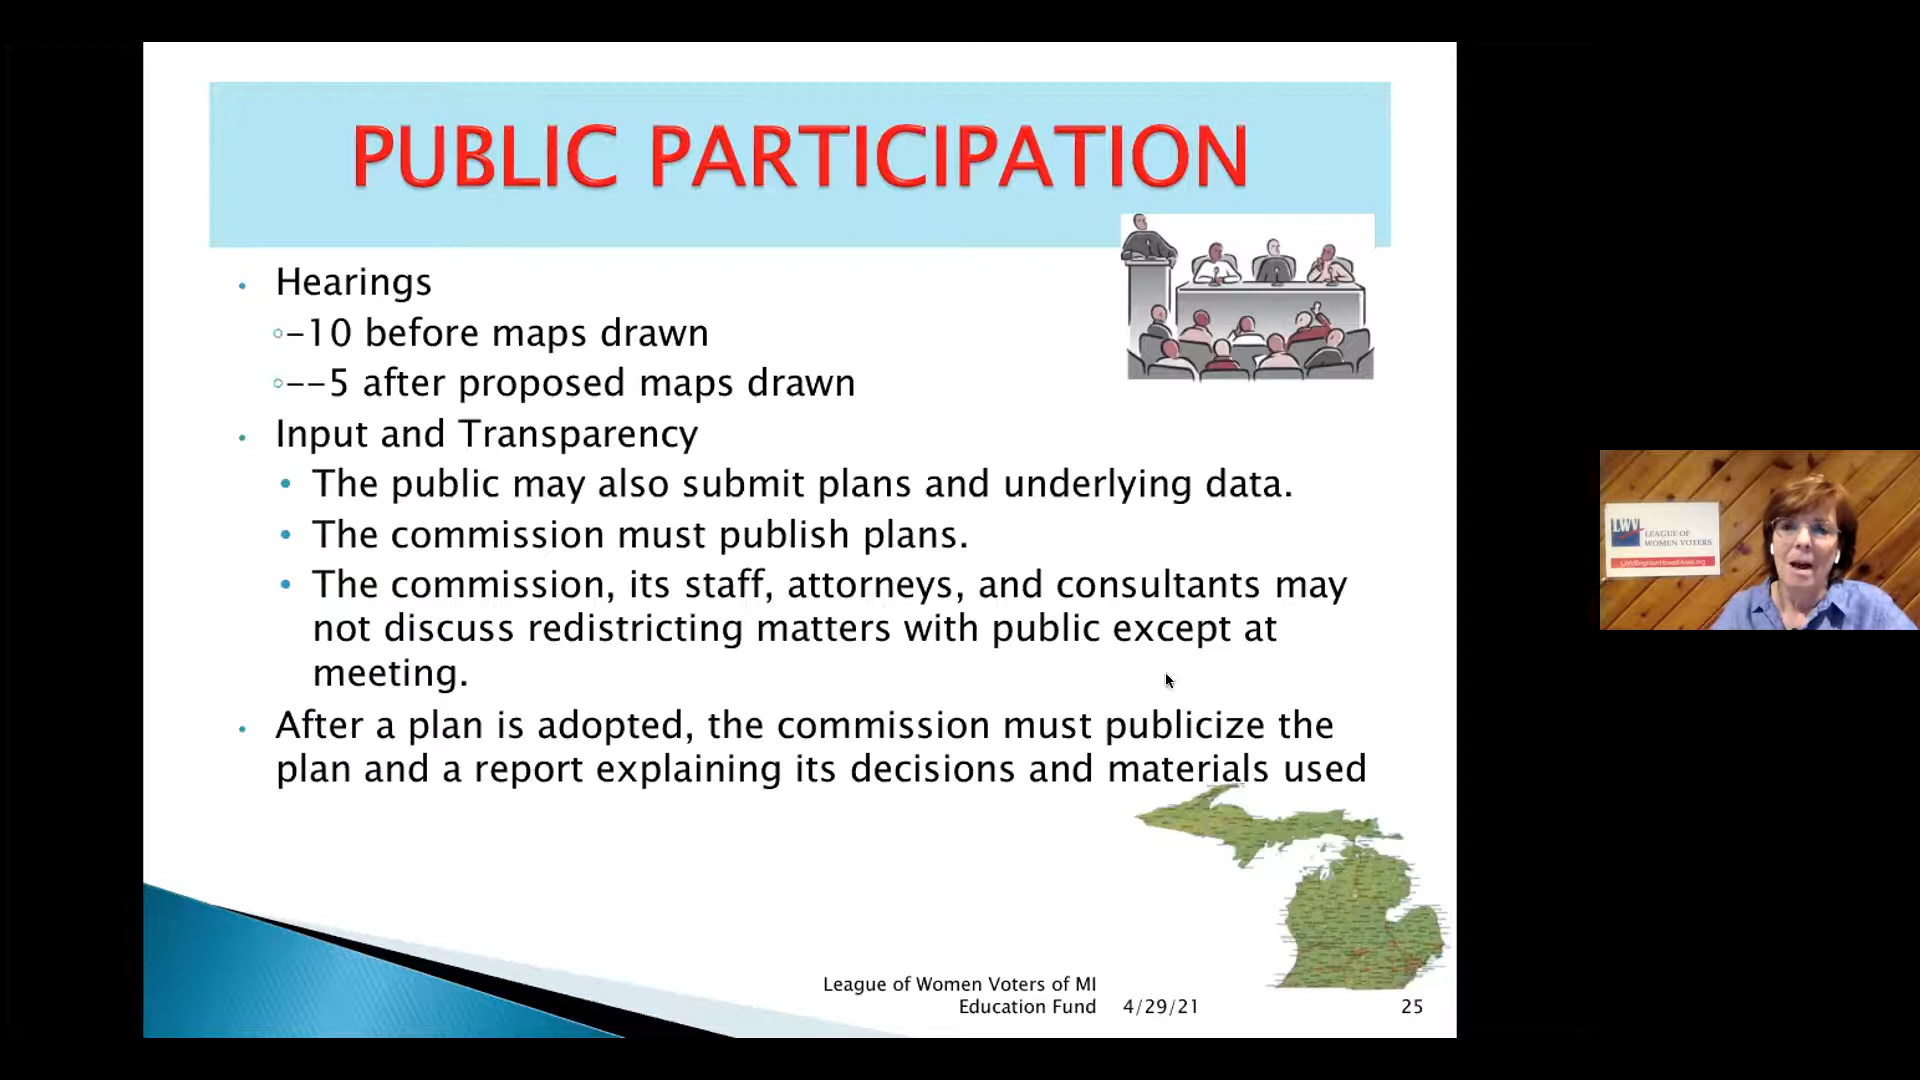 PUBLIC PARTICIPATION
• Hearings
◦-10 before maps drawn
◦--5 after proposed maps drawn
• Input and Transparency
• The public may also submit plans and underlying data.
• The commission must publish plans.
• The commission, its staff, attorneys, and consultants may
not discuss redistricting matters with public except at
meeting.
• After a plan is adopted, the commission must publicize the
plan and a report explaining its decisions and materials used
League of Women Voters of MI
Education Fund
4/29/21
25
LWV
LEAGUE OF
WOMEN VOTERS
LWVBrightonHowellArea.org